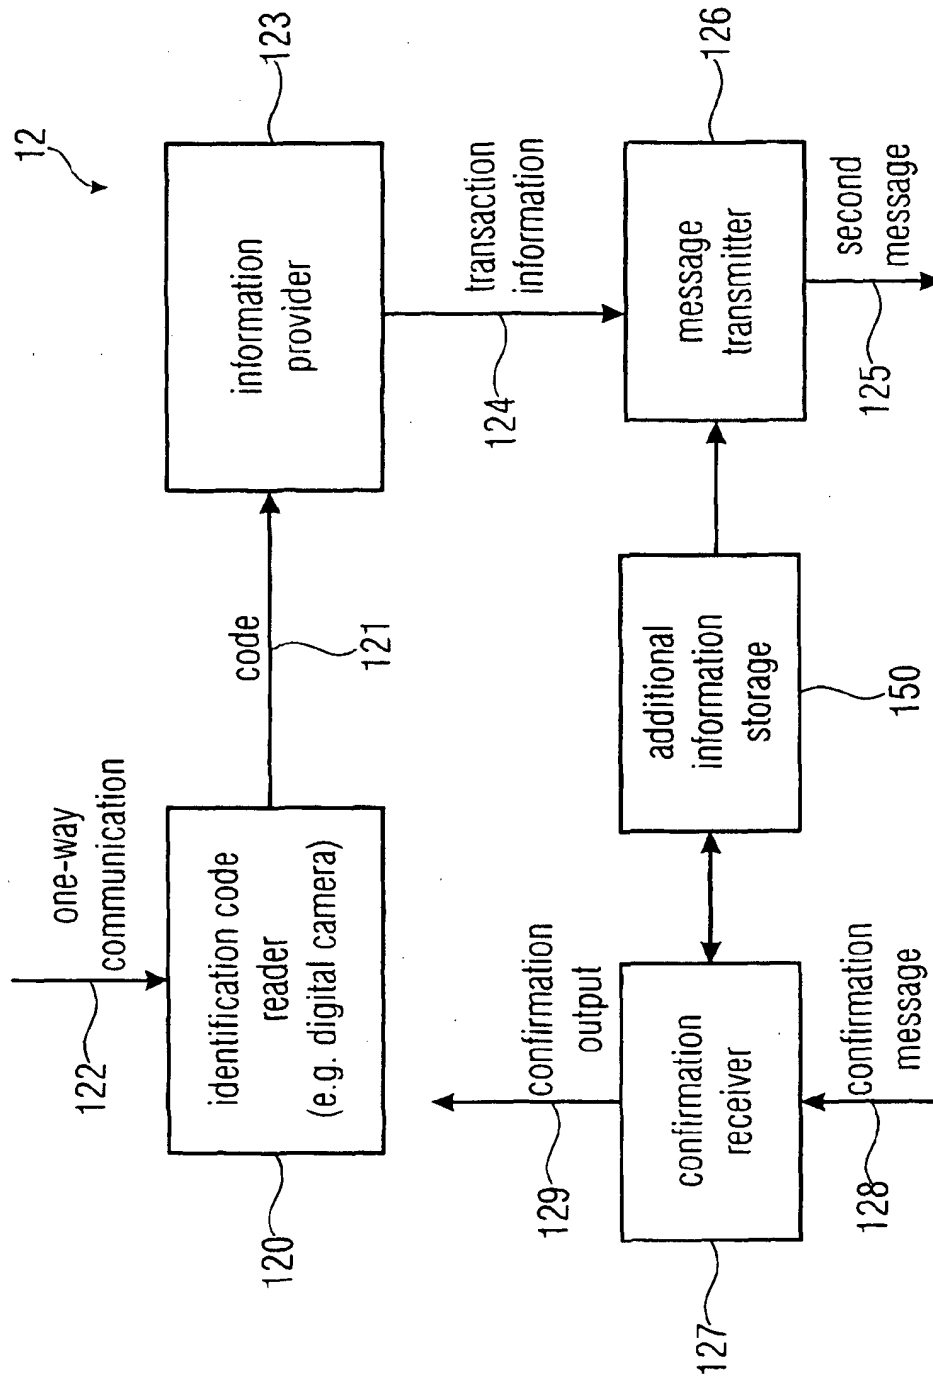 12
one-way
communication
122
identification code
reader
(e.g. digital camera)
120
code
121
information
provider
123
transaction
information
124
confirmation
output
129
confirmation
receiver
127
additional
information
storage
150
message
transmitter
126
confirmation
message
128
second
message
125